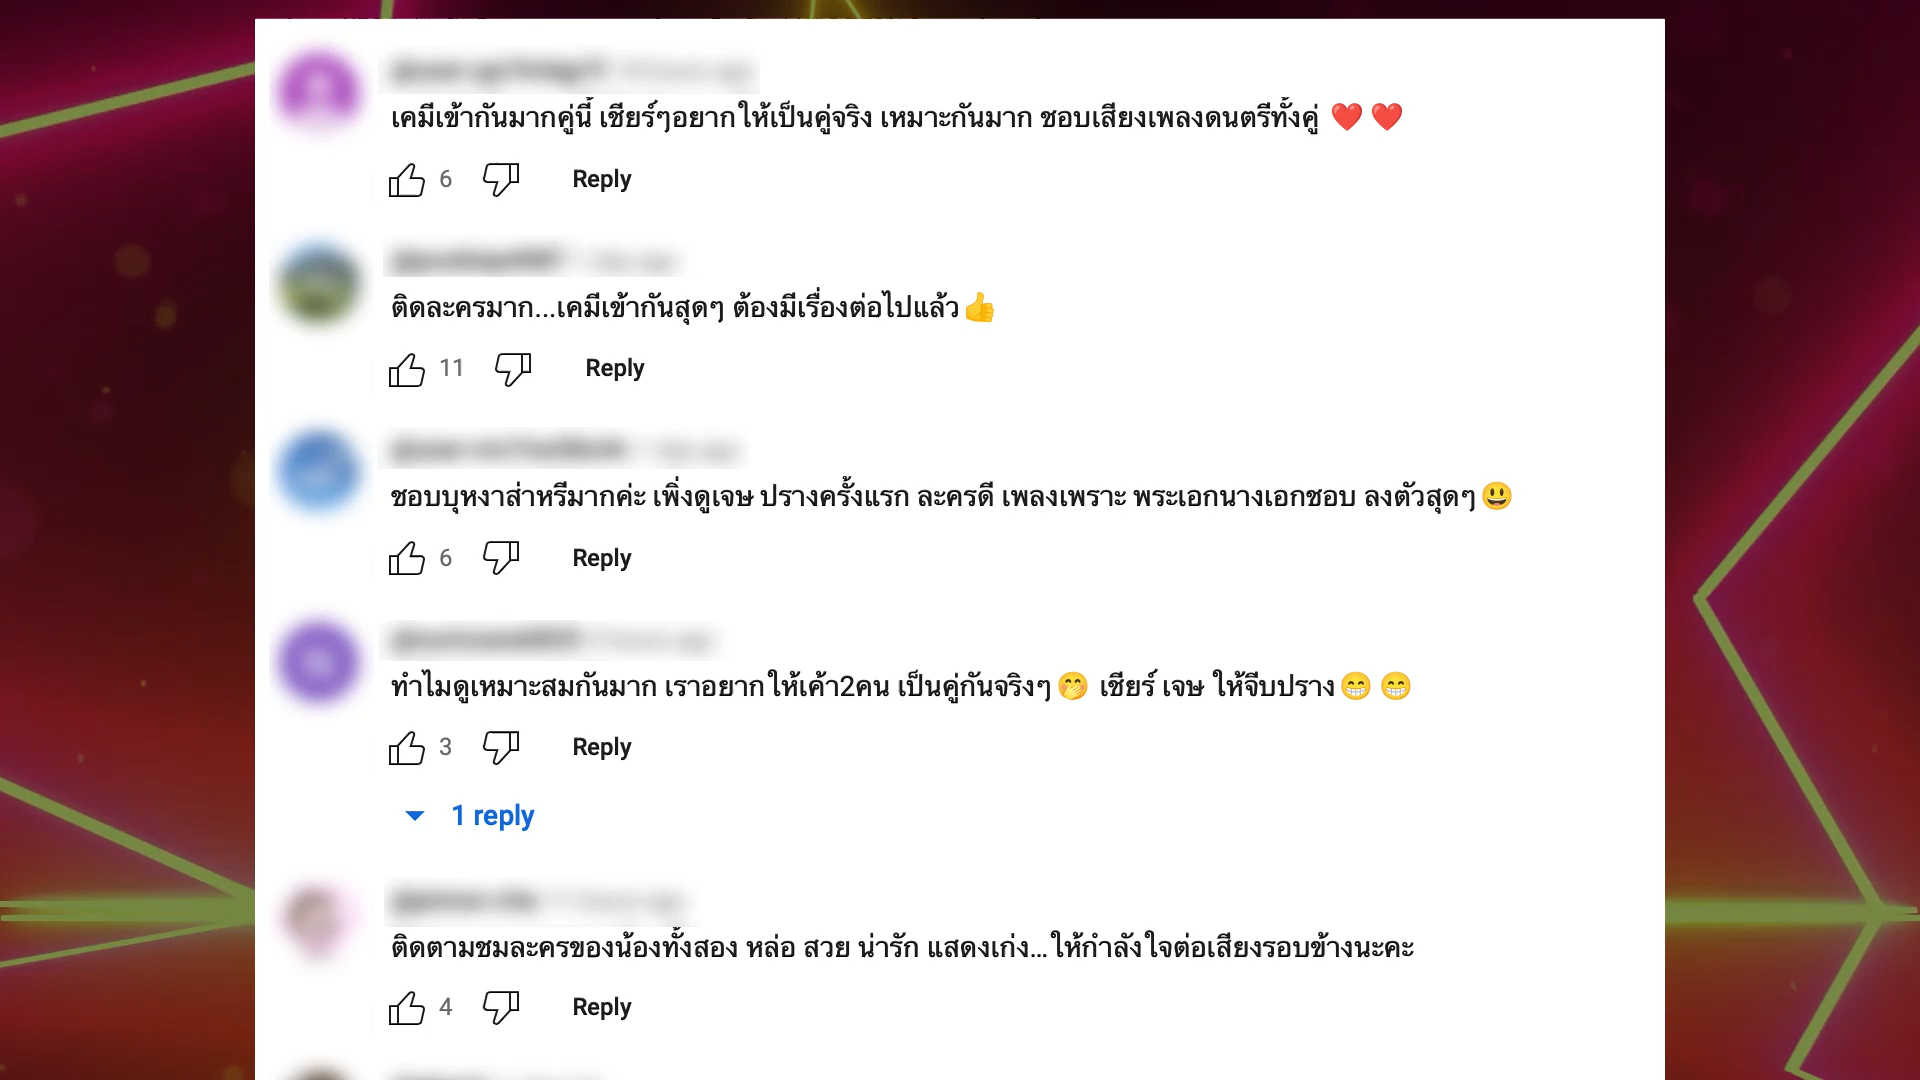 เคมีเข้ากันมากคู่นี้ เชียร์ๆอยากให้เป็นคู่จริง เหมาะกันมาก ชอบเสียงเพลงดนตรีทั้งคู่ ❤️ ❤️
6 Reply
ติดละครมาก...เคมีเข้ากันสุดๆ ต้องมีเรื่องต่อไปแล้ว👍
11 Reply
ชอบบุหงาส่าหรีมากค่ะ เพิ่งดูเจษ ปรางครั้งแรก ละครดี เพลงเพราะ พระเอกนางเอกชอบ ลงตัวสุดๆ😃
6 Reply
ทำไมดูเหมาะสมกันมาก เราอยากให้เค้า2คน เป็นคู่กันจริงๆ🤭 เชียร์ เจษ ให้จีบปราง😁 😁
3 Reply
1 reply
ติดตามชมละครของน้องทั้งสอง หล่อ สวย น่ารัก แสดงเก่ง... ให้กำลังใจต่อเสียงรอบข้างนะคะ
4 Reply